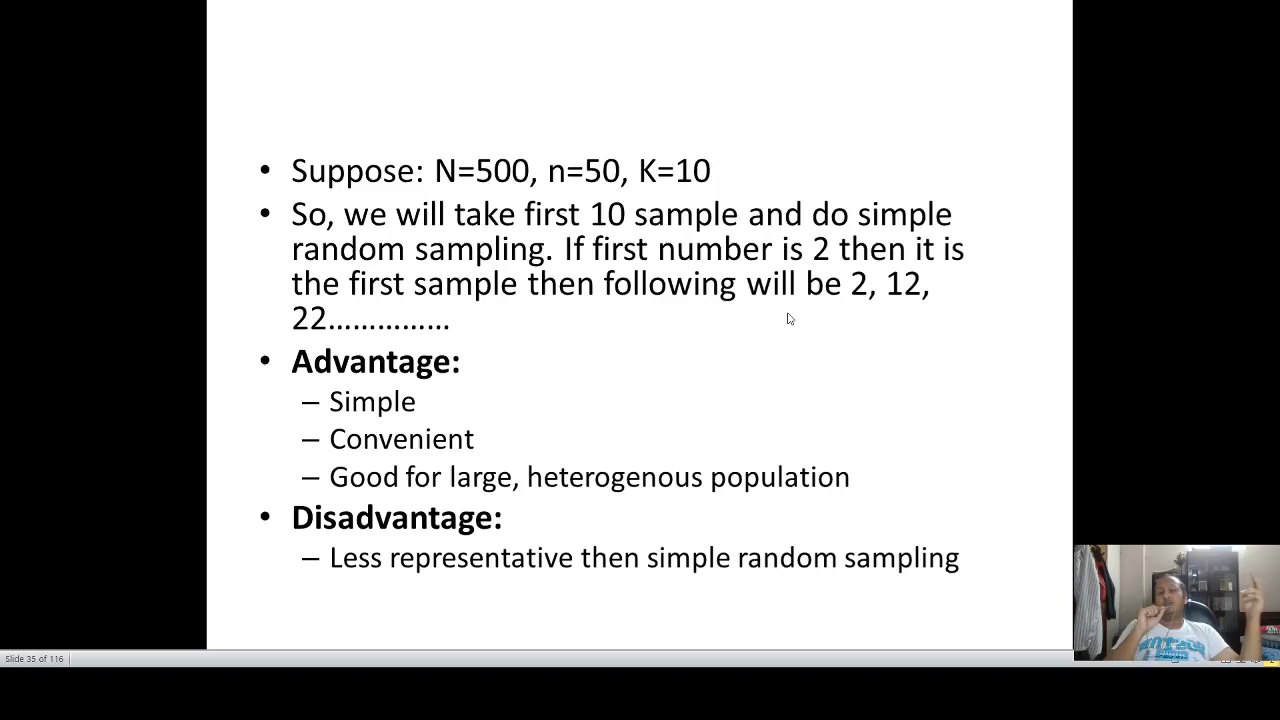 • Suppose: N=500, n=50, K=10
• So, we will take first 10 sample and do simple
random sampling. If first number is 2 then it is
the first sample then following will be 2, 12,
22……………
• Advantage:
– Simple
– Convenient
– Good for large, heterogenous population
• Disadvantage:
– Less representative then simple random sampling
Slide 35 of 116